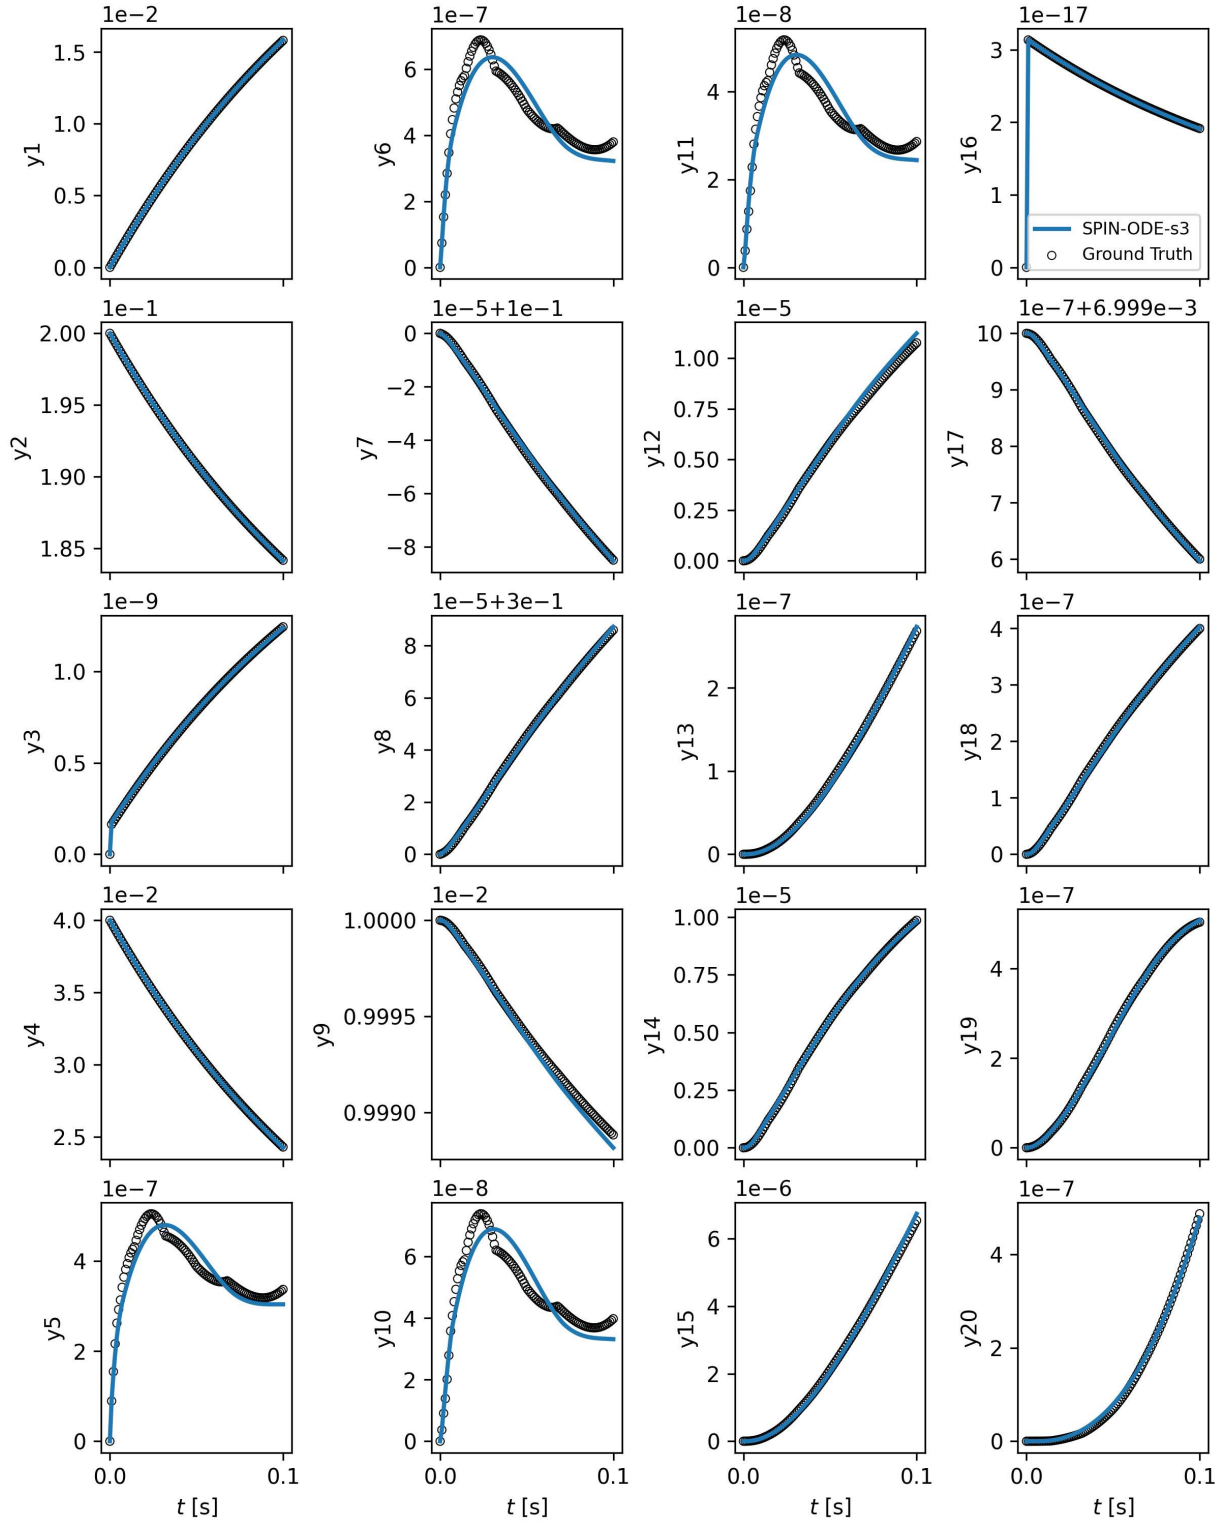 1e−2
1.5
1.0
0.5
0.0
y1
1e−7
6
4
2
0
y6
1e−8
4
2
0
y11
1e−17
3
2
1
0
y16
SPIN-ODE-s3
Ground Truth
1e−1
2.00
1.95
1.90
1.85
y2
1e−5+1e−1
0
−2
−4
−6
−8
y7
1e−5
1.00
0.75
0.50
0.25
0.00
y12
1e−7+6.999e−3
10
9
8
7
6
y17
1e−9
1.0
0.5
0.0
y3
1e−5+3e−1
8
6
4
2
0
y8
1e−7
2
1
0
y13
1e−7
4
3
2
1
0
y18
1e−2
4.0
3.5
3.0
2.5
y4
1e−2
1.0000
0.9995
0.9990
y9
1e−5
1.00
0.75
0.50
0.25
0.00
y14
1e−7
4
2
0
y19
1e−7
4
2
0
y5
0.0
0.1
t [s]
1e−8
6
4
2
0
y10
t [s]
1e−6
6
4
2
0
y15
0.0
0.1
t [s]
1e−7
4
2
0
y20
0.0
0.1
t [s]